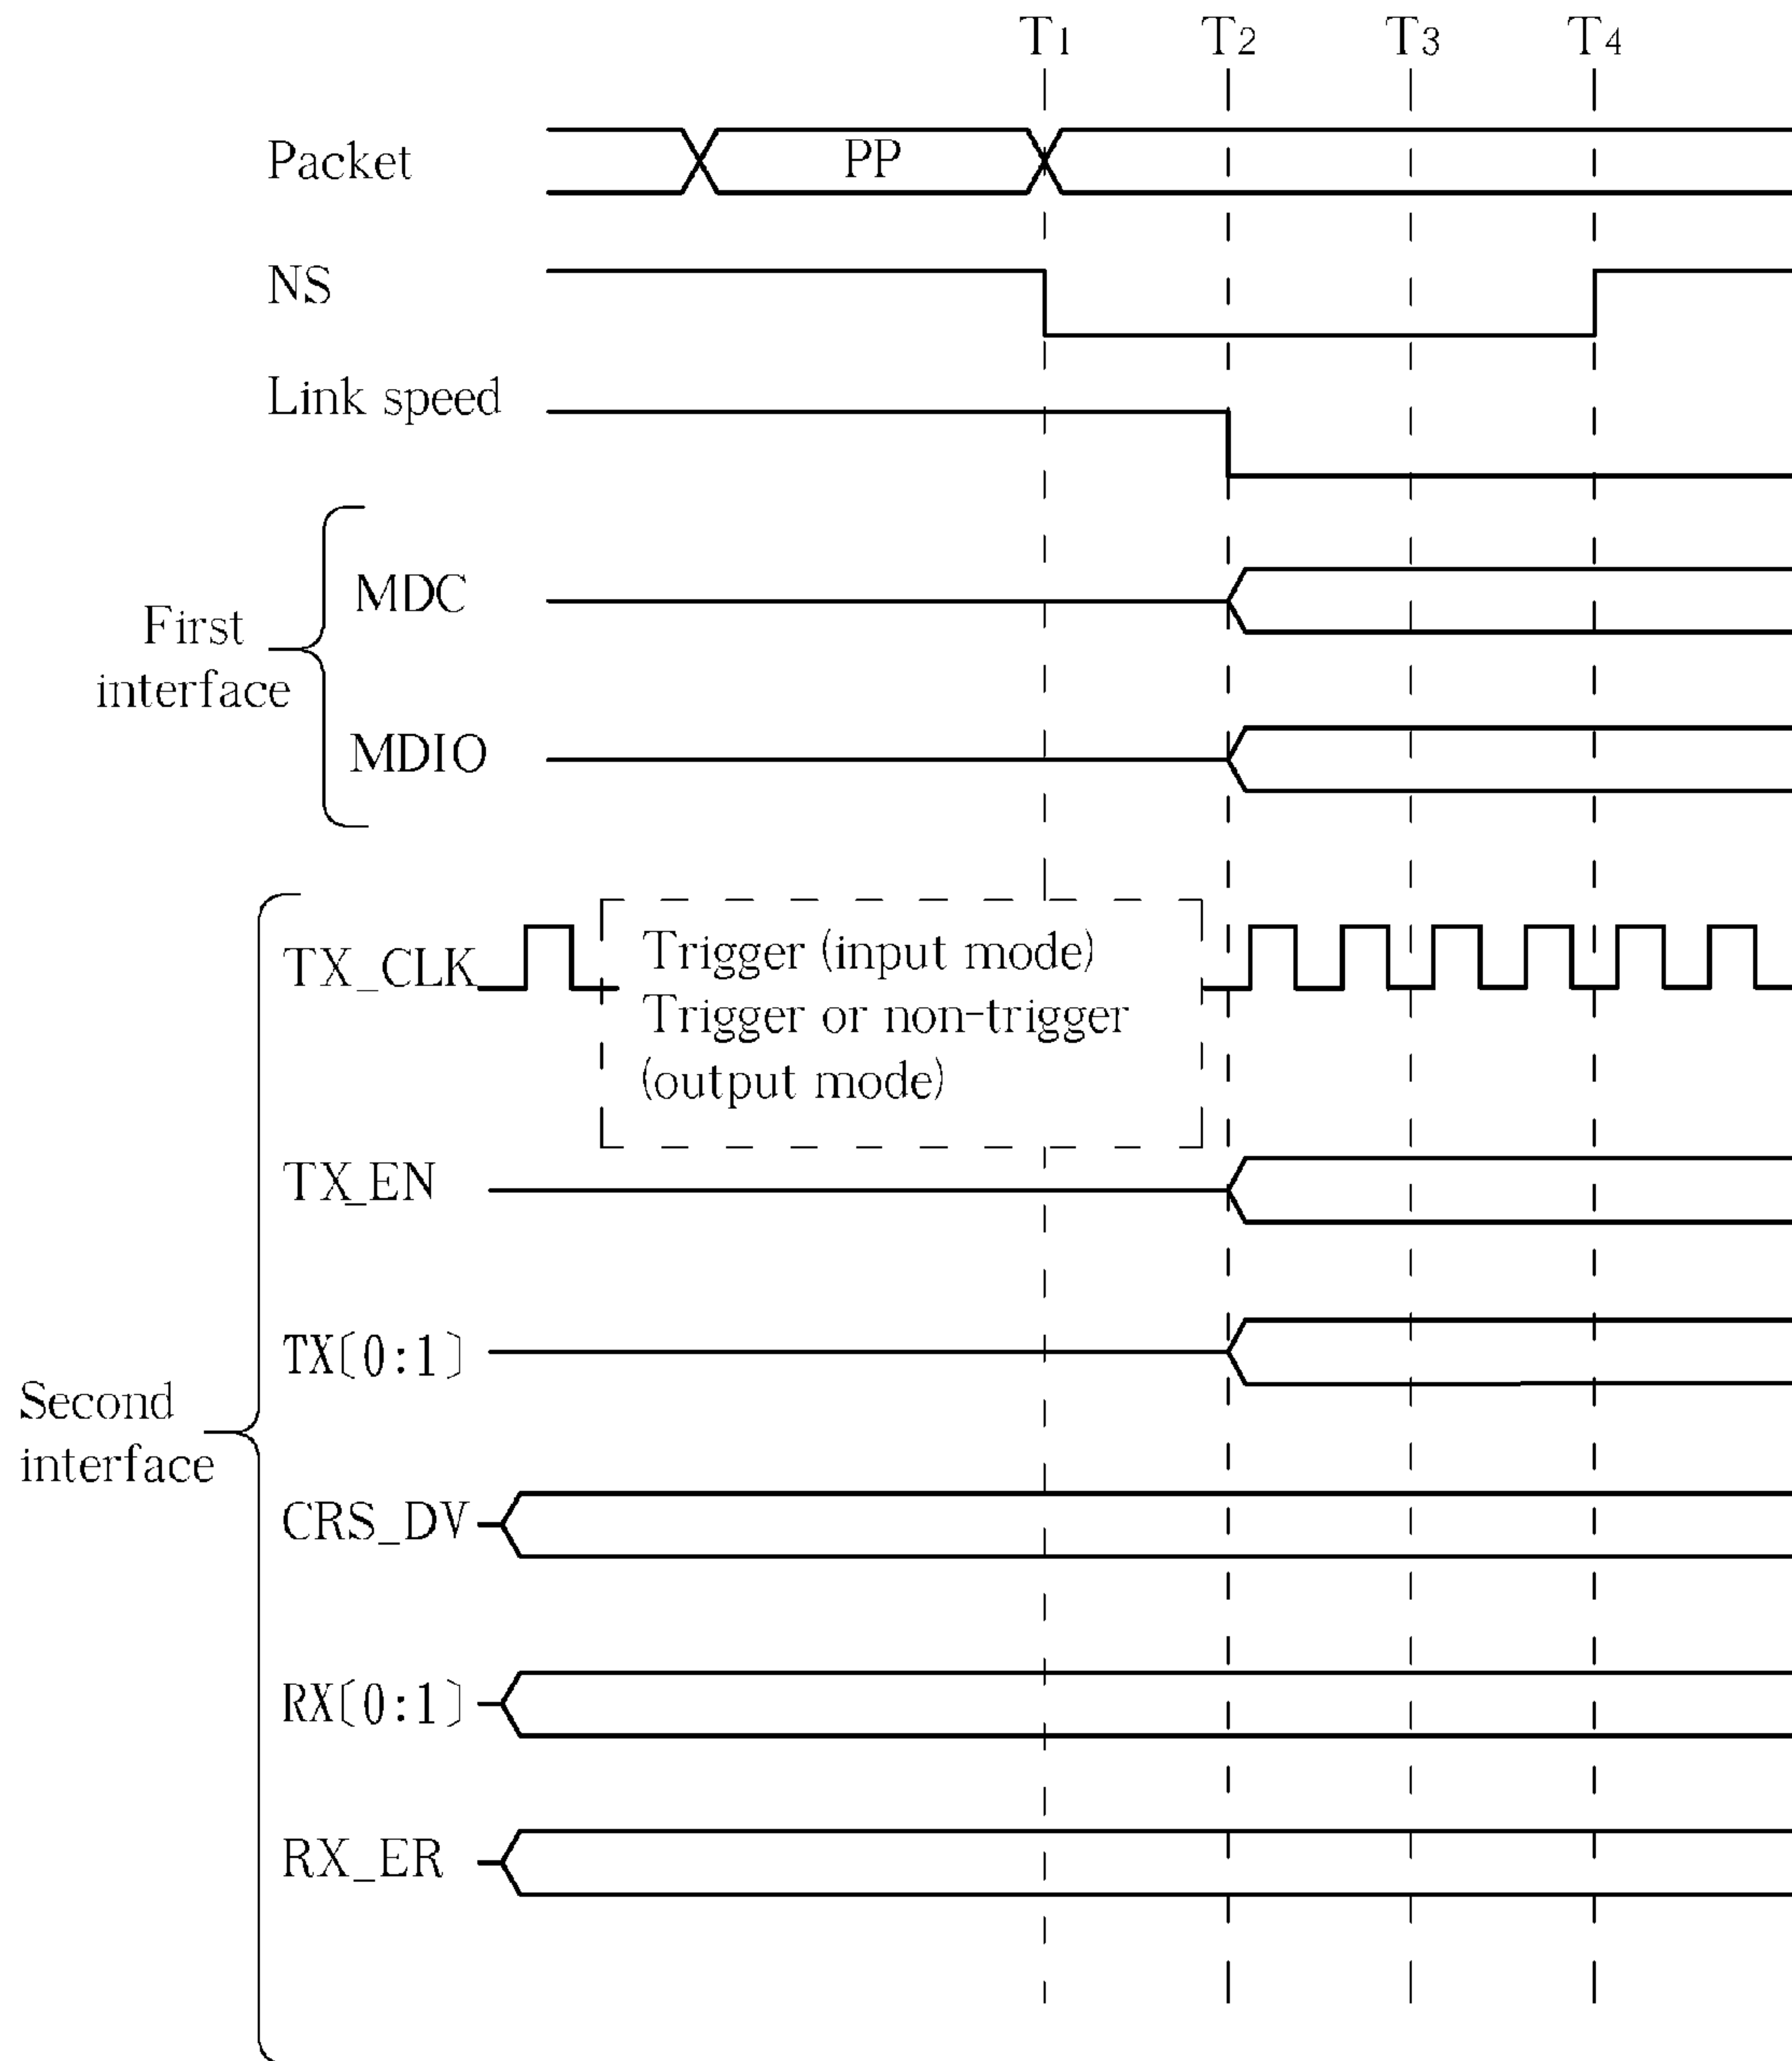 T1 T2 T3 T4
Packet PP
NS
Link speed
MDC
First
interface
MDIO
TX_CLK
Trigger (input mode)
Trigger or non-trigger
(output mode)
TX_EN
TX[0:1]
Second
interface
CRS_DV
RX[0:1]
RX_ER